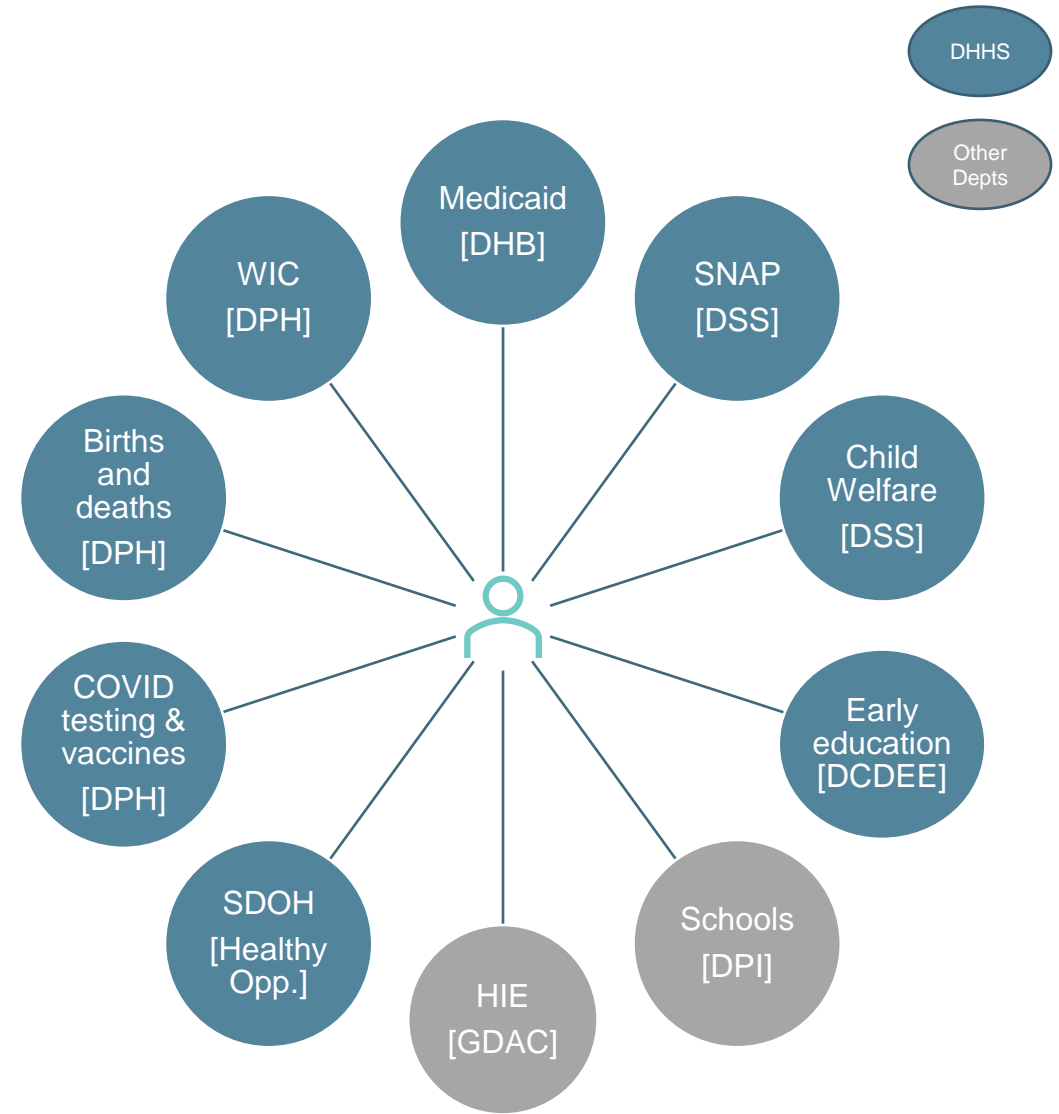 DHHS
Other
Depts
Medicaid
[DHB]
SNAP
[DSS]
Child
Welfare
[DSS]
Early
education
[DCDEE]
Schools
[DPI]
HIE
[GDAC]
SDOH
[Healthy
Opp.]
COVID
testing &
vaccines
[DPH]
Births
and
deaths
[DPH]
WIC
[DPH]